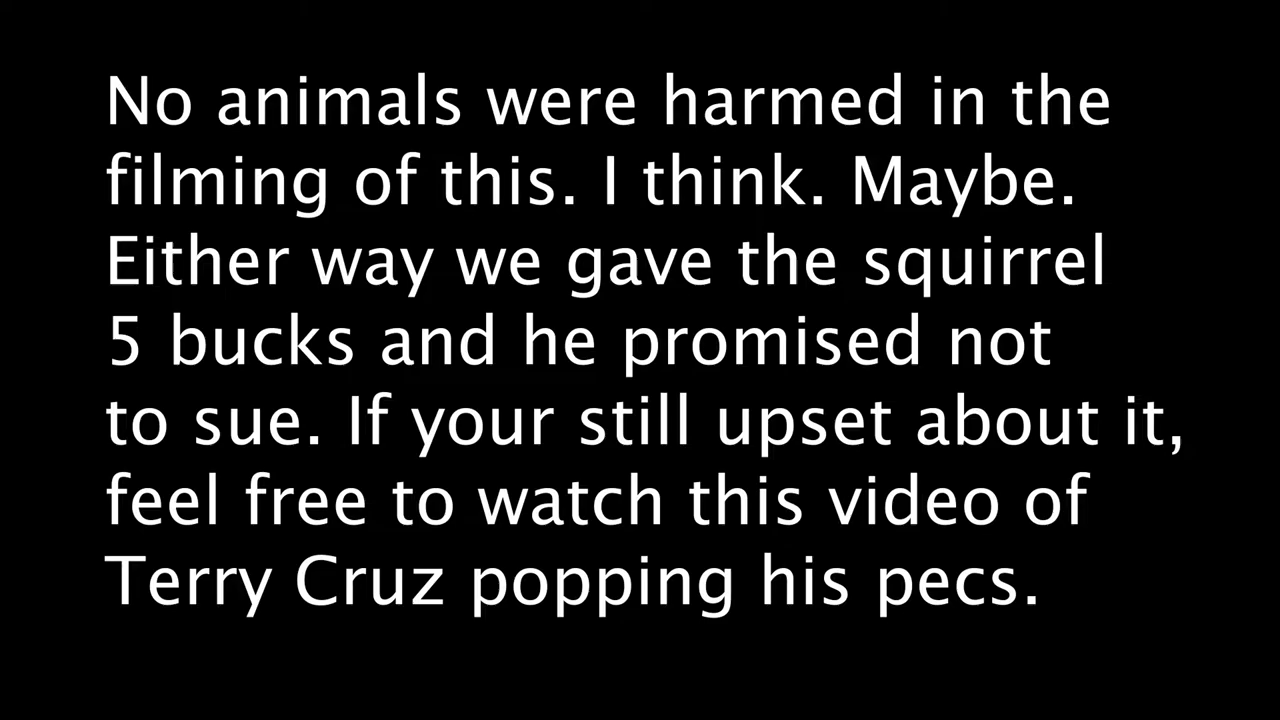 No animals were harmed in the
filming of this. I think. Maybe.
Either way we gave the squirrel
5 bucks and he promised not
to sue. If your still upset about it,
feel free to watch this video of
Terry Cruz popping his pecs.